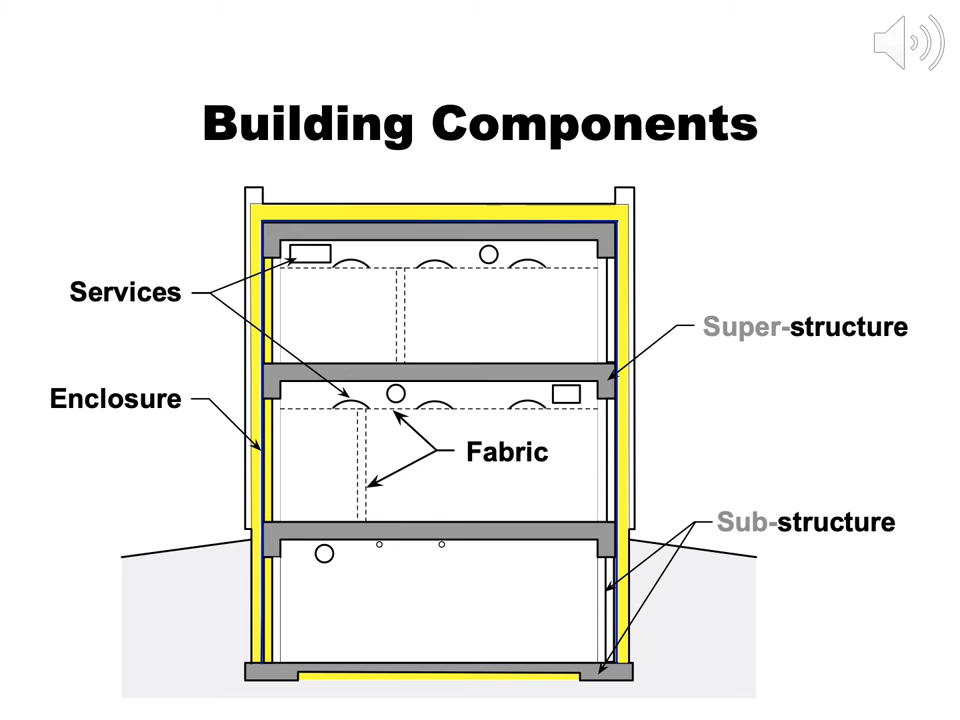 Building Components
Services
Super-structure
Enclosure
Fabric
Sub-structure